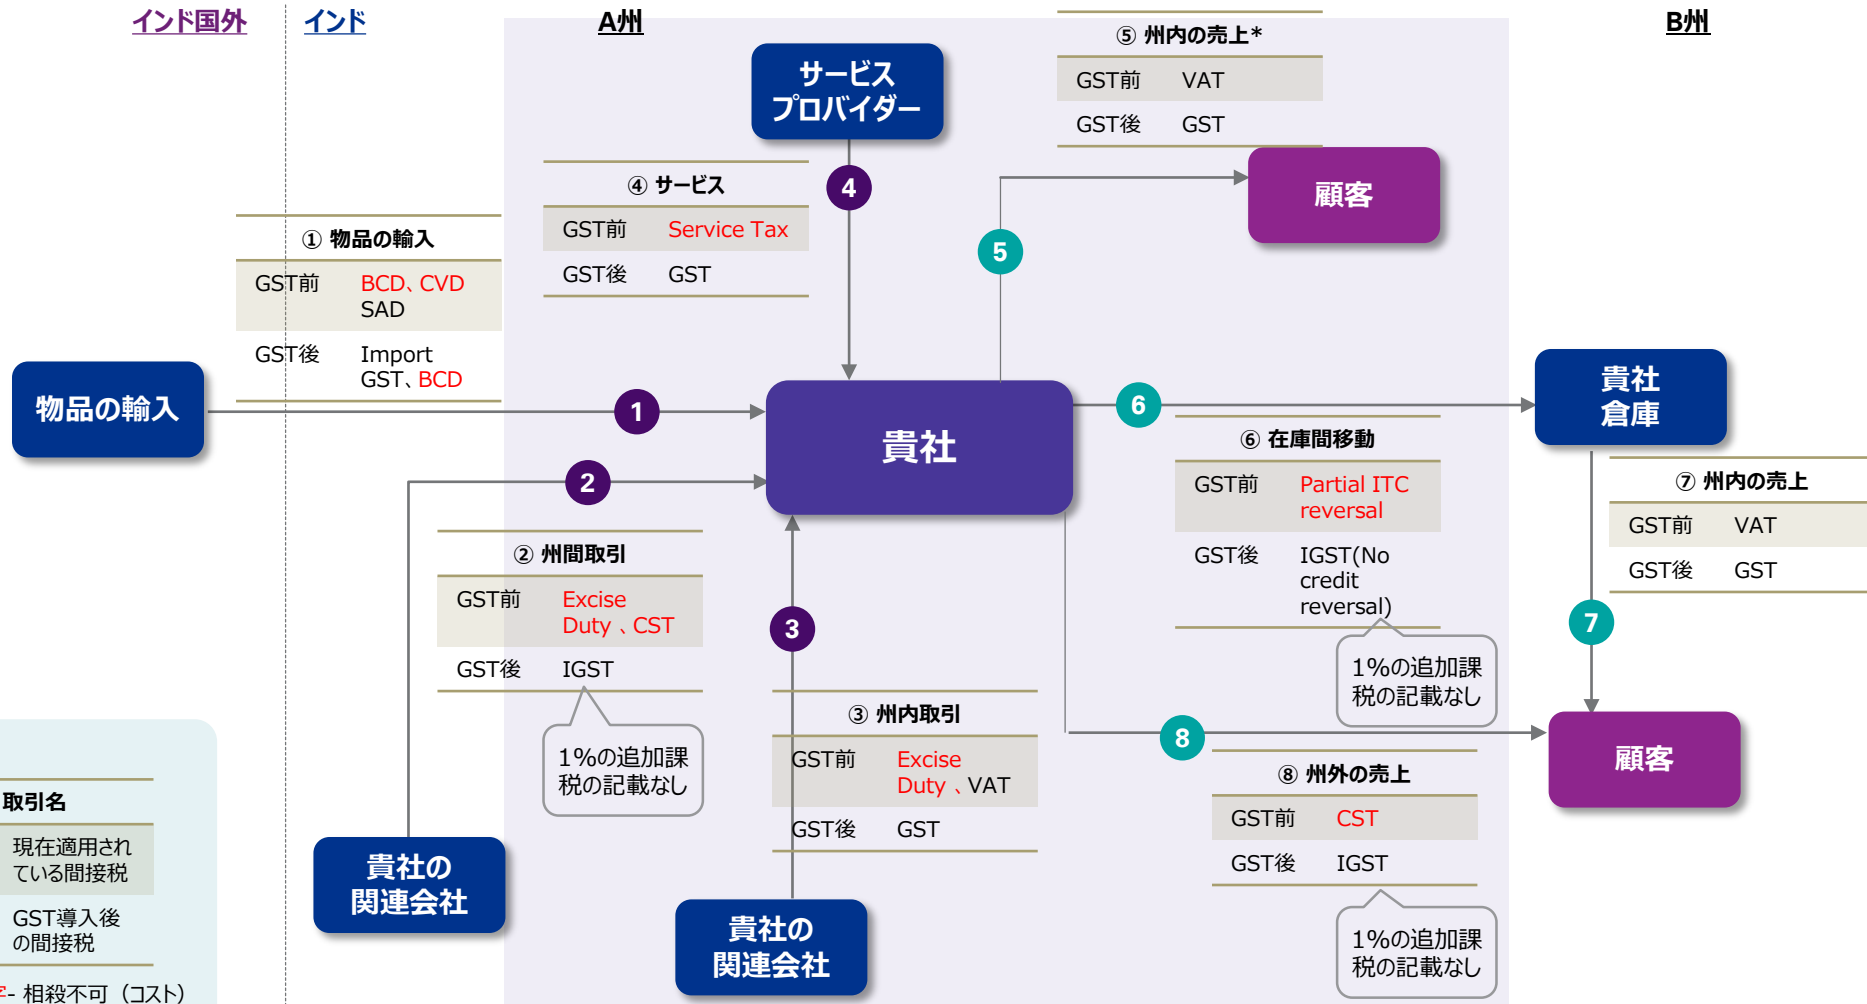 インド国外
インド
A州
B州
サービス
プロバイダー
⑤ 州内の売上*
GST前 VAT
GST後 GST
顧客
④ サービス
GST前 Service Tax
GST後 GST
4
5
① 物品の輸入
GST前 BCD、CVD
SAD
GST後 Import
GST、BCD
物品の輸入
1
貴社
6
貴社
倉庫
2
⑥ 在庫間移動
GST前 Partial ITC
reversal
GST後 IGST(No
credit
reversal)
1%の追加課
税の記載なし
⑦ 州内の売上
GST前 VAT
GST後 GST
7
② 州間取引
GST前 Excise
Duty 、CST
GST後 IGST
1%の追加課
税の記載なし
3
③ 州内取引
GST前 Excise
Duty 、VAT
GST後 GST
8
顧客
⑧ 州外の売上
GST前 CST
GST後 IGST
1%の追加課
税の記載なし
貴社の
関連会社
貴社の
関連会社
取引名
現在適用され
ている間接税
GST導入後
の間接税
- 相殺不可（コスト）